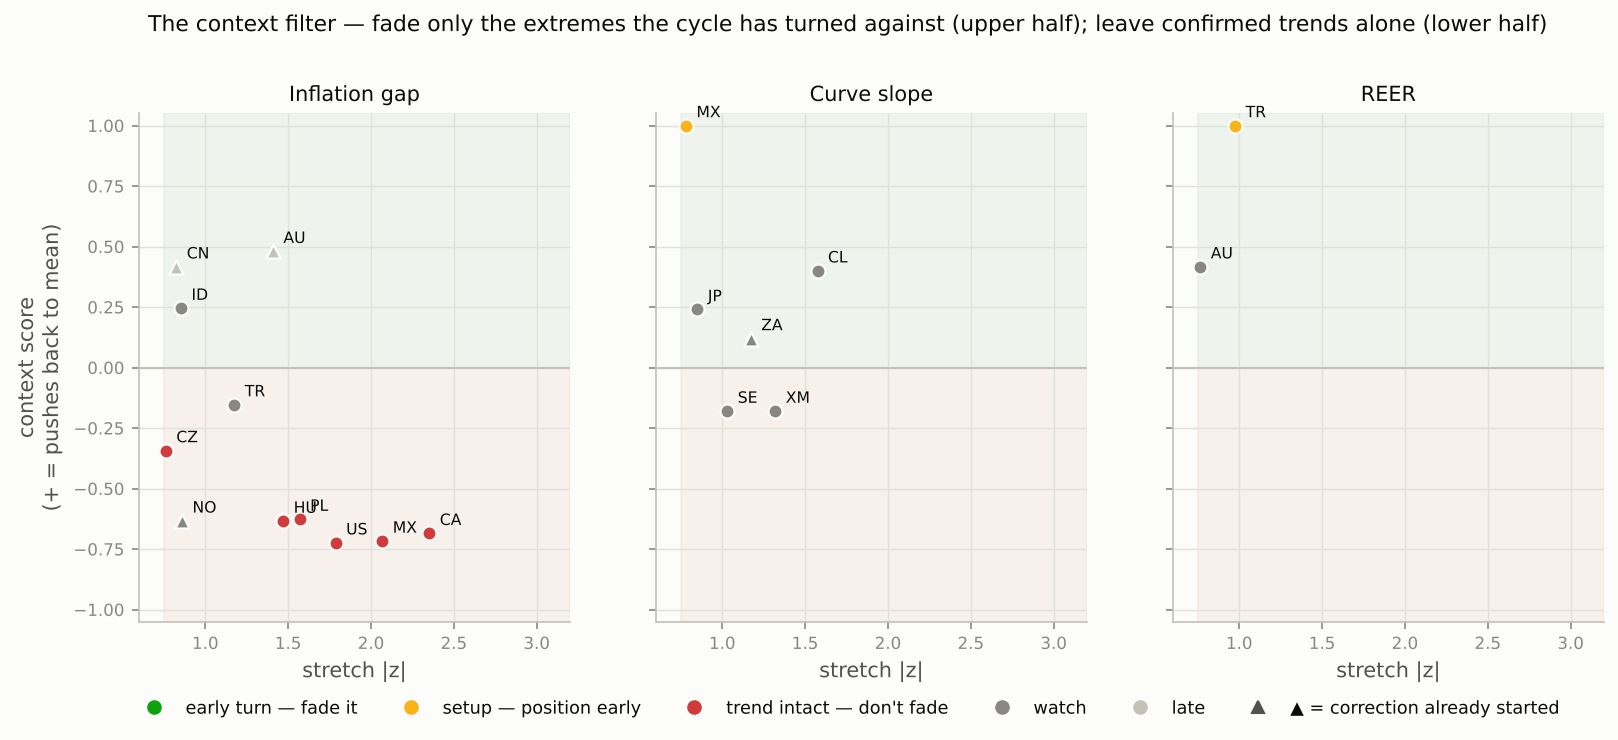 The context filter — fade only the extremes the cycle has turned against (upper half); leave confirmed trends alone (lower half)
Inflation gap
Curve slope
REER
context score
(+ = pushes back to mean)
1.00
0.75
0.50
0.25
0.00
−0.25
−0.50
−0.75
−1.00
CN
AU
ID
TR
CZ
NO
HU
PL
US
MX
CA
MX
CL
JP
ZA
SE
XM
TR
AU
1.0 1.5 2.0 2.5 3.0
1.0 1.5 2.0 2.5 3.0
1.0 1.5 2.0 2.5 3.0
stretch |z|
stretch |z|
stretch |z|
early turn — fade it
setup — position early
trend intact — don't fade
watch
late
▲ = correction already started